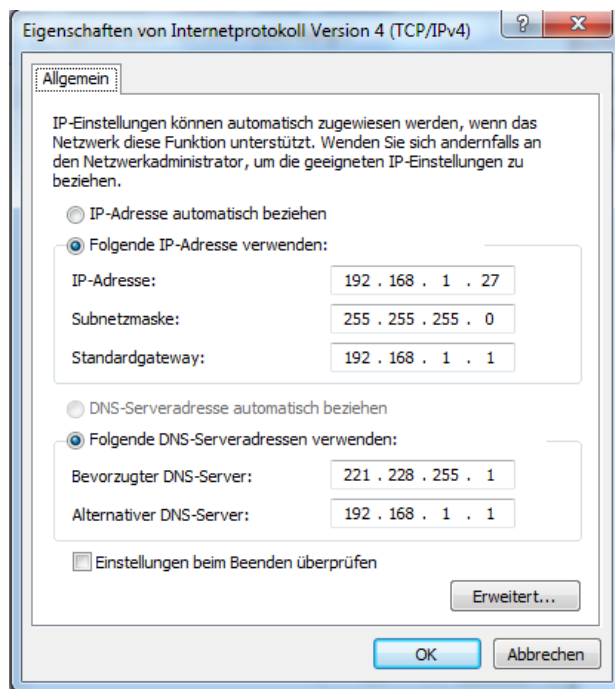 Eigenschaften von Internetprotokoll Version 4 (TCP/IPv4)
?
X
Allgemein
IP-Einstellungen können automatisch zugewiesen werden, wenn das
Netzwerk diese Funktion unterstützt. Wenden Sie sich andernfalls an
den Netzwerkadministrator, um die geeigneten IP-Einstellungen zu
beziehen.
IP-Adresse automatisch beziehen
Folgende IP-Adresse verwenden:
IP-Adresse: 192 . 168 . 1 . 27
Subnetzmaske: 255 . 255 . 255 . 0
Standardgateway: 192 . 168 . 1 . 1
DNS-Serveradresse automatisch beziehen
Folgende DNS-Serveradressen verwenden:
Bevorzugter DNS-Server: 221 . 228 . 255 . 1
Alternativer DNS-Server: 192 . 168 . 1 . 1
Einstellungen beim Beenden überprüfen
Erweitert...
OK Abbrechen